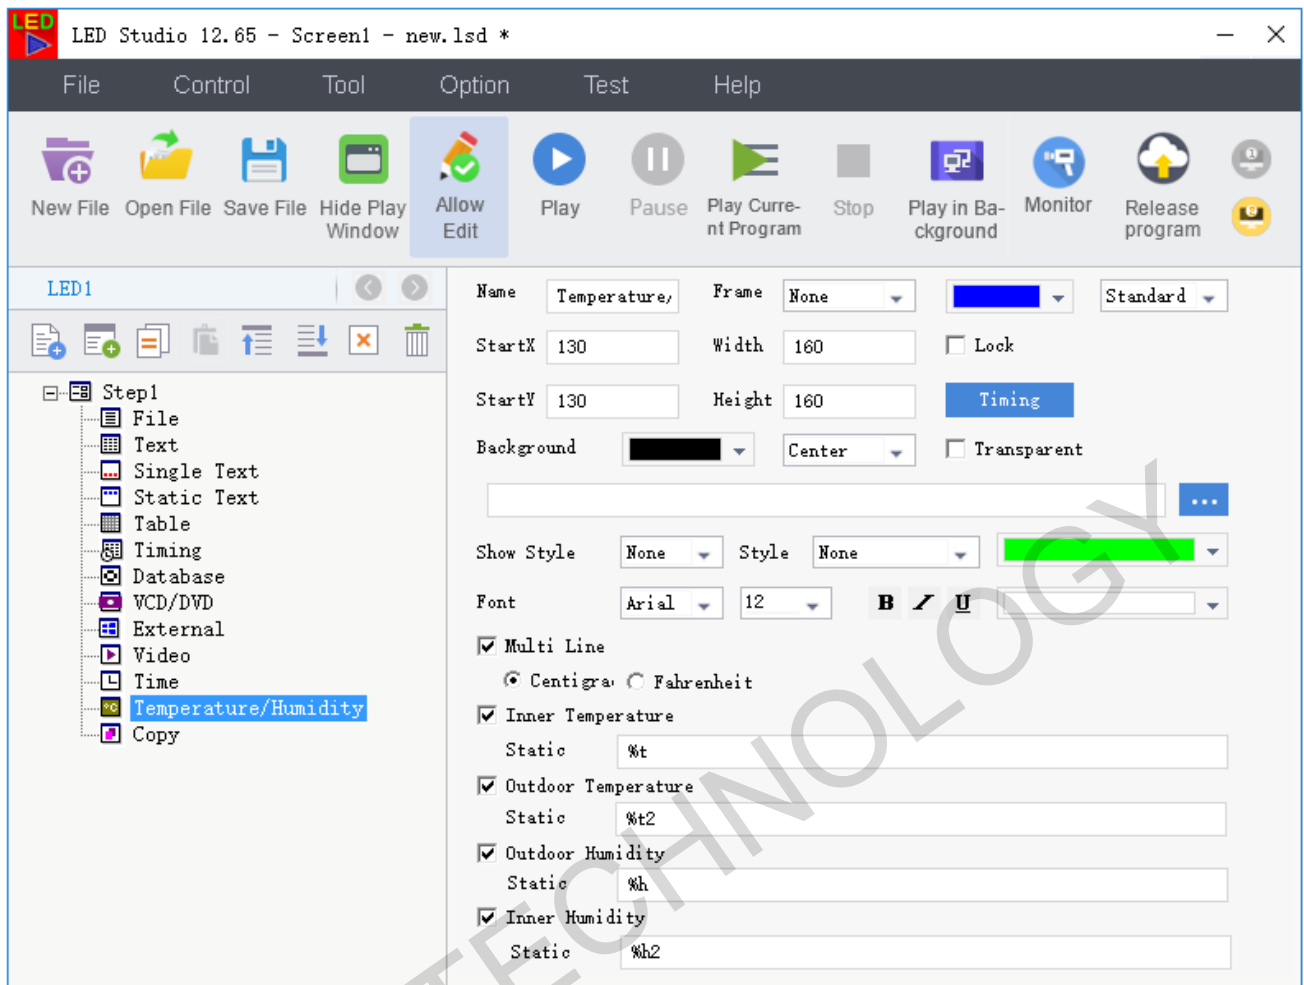 LED
LED Studio 12.65 - Screen1 - new.lsd *
File Control Tool Option Test Help
New File Open File Save File Hide Play Window Allow Edit Play Pause Play Curre-nt Program Stop Play in Ba-ckground Monitor Release program
LED1
Step1
File
Text
Single Text
Static Text
Table
Timing
Database
VCD/DVD
External
Video
Time
Temperature/Humidity
Copy
Name Temperature/ Frame None Standard
StartX 130 Width 160 Lock
StartY 130 Height 160 Timing
Background Center Transparent
...
Show Style None Style None
Font Arial 12 B I U
Multi Line
Centigra Fahrenheit
Inner Temperature
Static %t
Outdoor Temperature
Static %t2
Outdoor Humidity
Static %h
Inner Humidity
Static %h2
TECHNOLOGY